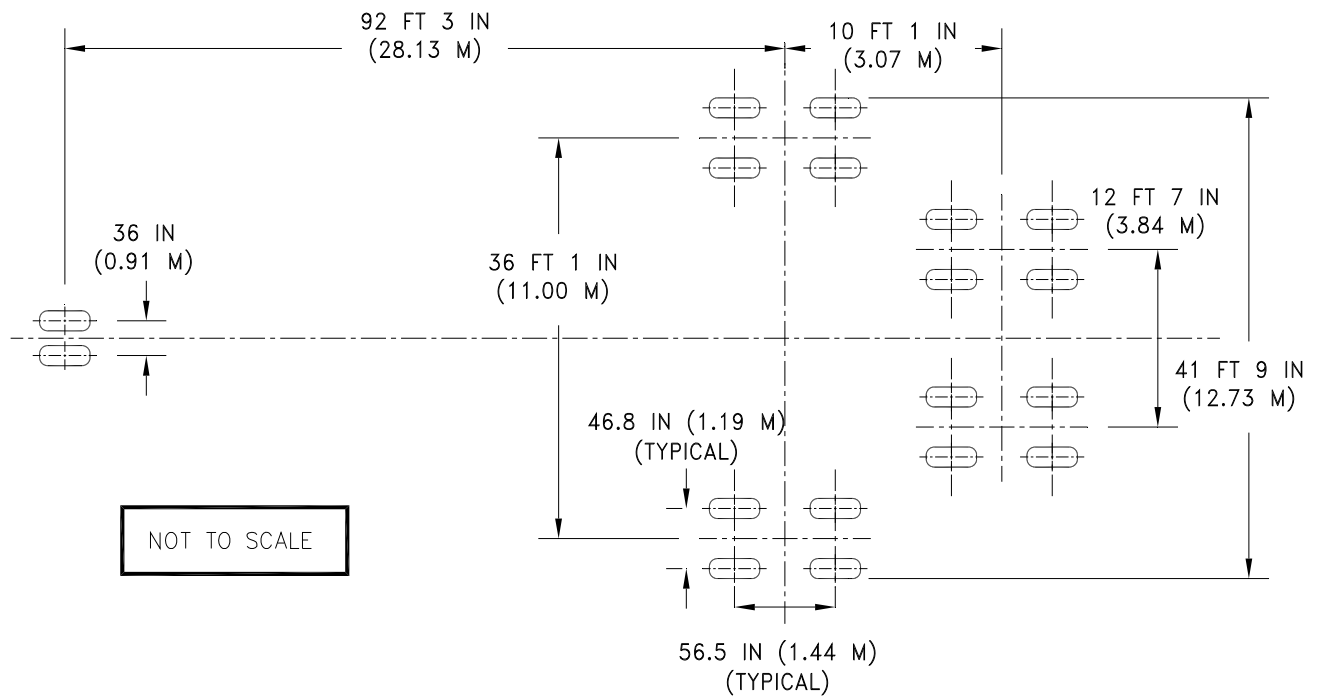 92 FT 3 IN
(28.13 M)
10 FT 1 IN
(3.07 M)
12 FT 7 IN
(3.84 M)
36 IN
(0.91 M)
36 FT 1 IN
(11.00 M)
41 FT 9 IN
(12.73 M)
46.8 IN (1.19 M)
(TYPICAL)
NOT TO SCALE
56.5 IN (1.44 M)
(TYPICAL)